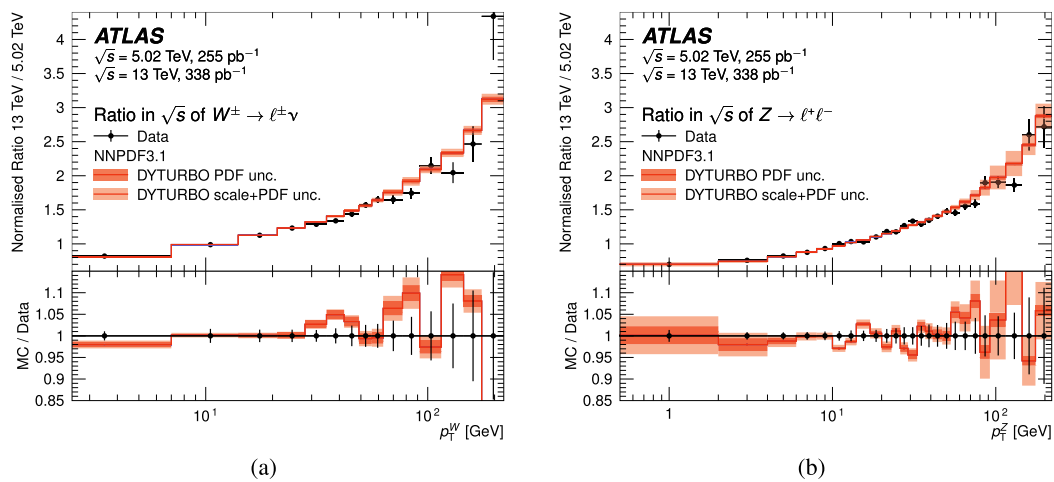 Normalised Ratio 13 TeV / 5.02 TeV
4
3.5
3
2.5
2
1.5
1
ATLAS
√s = 5.02 TeV, 255 pb⁻¹
√s = 13 TeV, 338 pb⁻¹
Ratio in √s of W± → ℓ±ν
Data
NNPDF3.1
DYTURBO PDF unc.
DYTURBO scale+PDF unc.
MC / Data
1.1
1.05
1
0.95
0.9
0.85
10¹
10²
p_T^W [GeV]
(a)
Normalised Ratio 13 TeV / 5.02 TeV
4
3.5
3
2.5
2
1.5
1
ATLAS
√s = 5.02 TeV, 255 pb⁻¹
√s = 13 TeV, 338 pb⁻¹
Ratio in √s of Z → ℓ⁺ℓ⁻
Data
NNPDF3.1
DYTURBO PDF unc.
DYTURBO scale+PDF unc.
MC / Data
1.1
1.05
1
0.95
0.9
0.85
1
10¹
10²
p_T^Z [GeV]
(b)